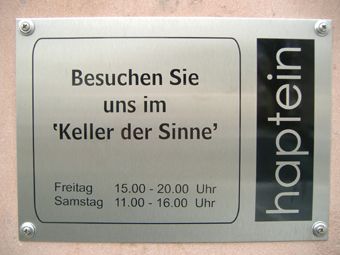 Besuchen Sie
uns im
‛Keller der Sinne’
Freitag 15.00 - 20.00 Uhr
Samstag 11.00 - 16.00 Uhr
haptein